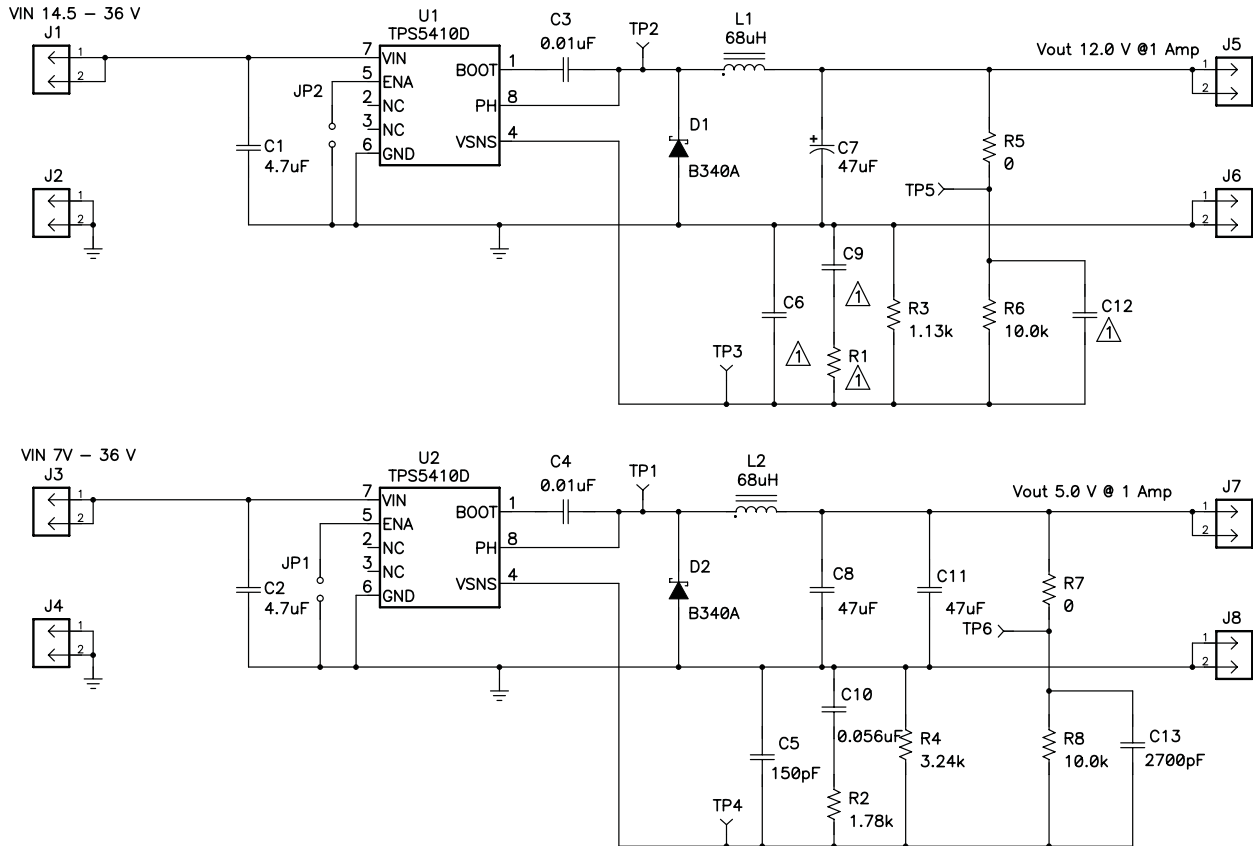 VIN 14.5 - 36 V
J1
1
2
U1
TPS5410D
7 VIN
5 ENA
2 NC
3 NC
6 GND
BOOT 1
PH 8
VSNS 4
JP2
C1
4.7uF
J2
1
2
C3
0.01uF
TP2
L1
68uH
Vout 12.0 V @1 Amp
J5
1
2
D1
B340A
+
C7
47uF
R5
0
TP5
J6
1
2
C9
1
C6
1
R1
1
R3
1.13k
R6
10.0k
C12
1
TP3
VIN 7V - 36 V
J3
1
2
U2
TPS5410D
7 VIN
5 ENA
2 NC
3 NC
6 GND
BOOT 1
PH 8
VSNS 4
JP1
C2
4.7uF
J4
1
2
C4
0.01uF
TP1
L2
68uH
Vout 5.0 V @ 1 Amp
J7
1
2
D2
B340A
C8
47uF
C11
47uF
R7
0
TP6
J8
1
2
C10
0.056uF
C5
150pF
R2
1.78k
R4
3.24k
R8
10.0k
C13
2700pF
TP4